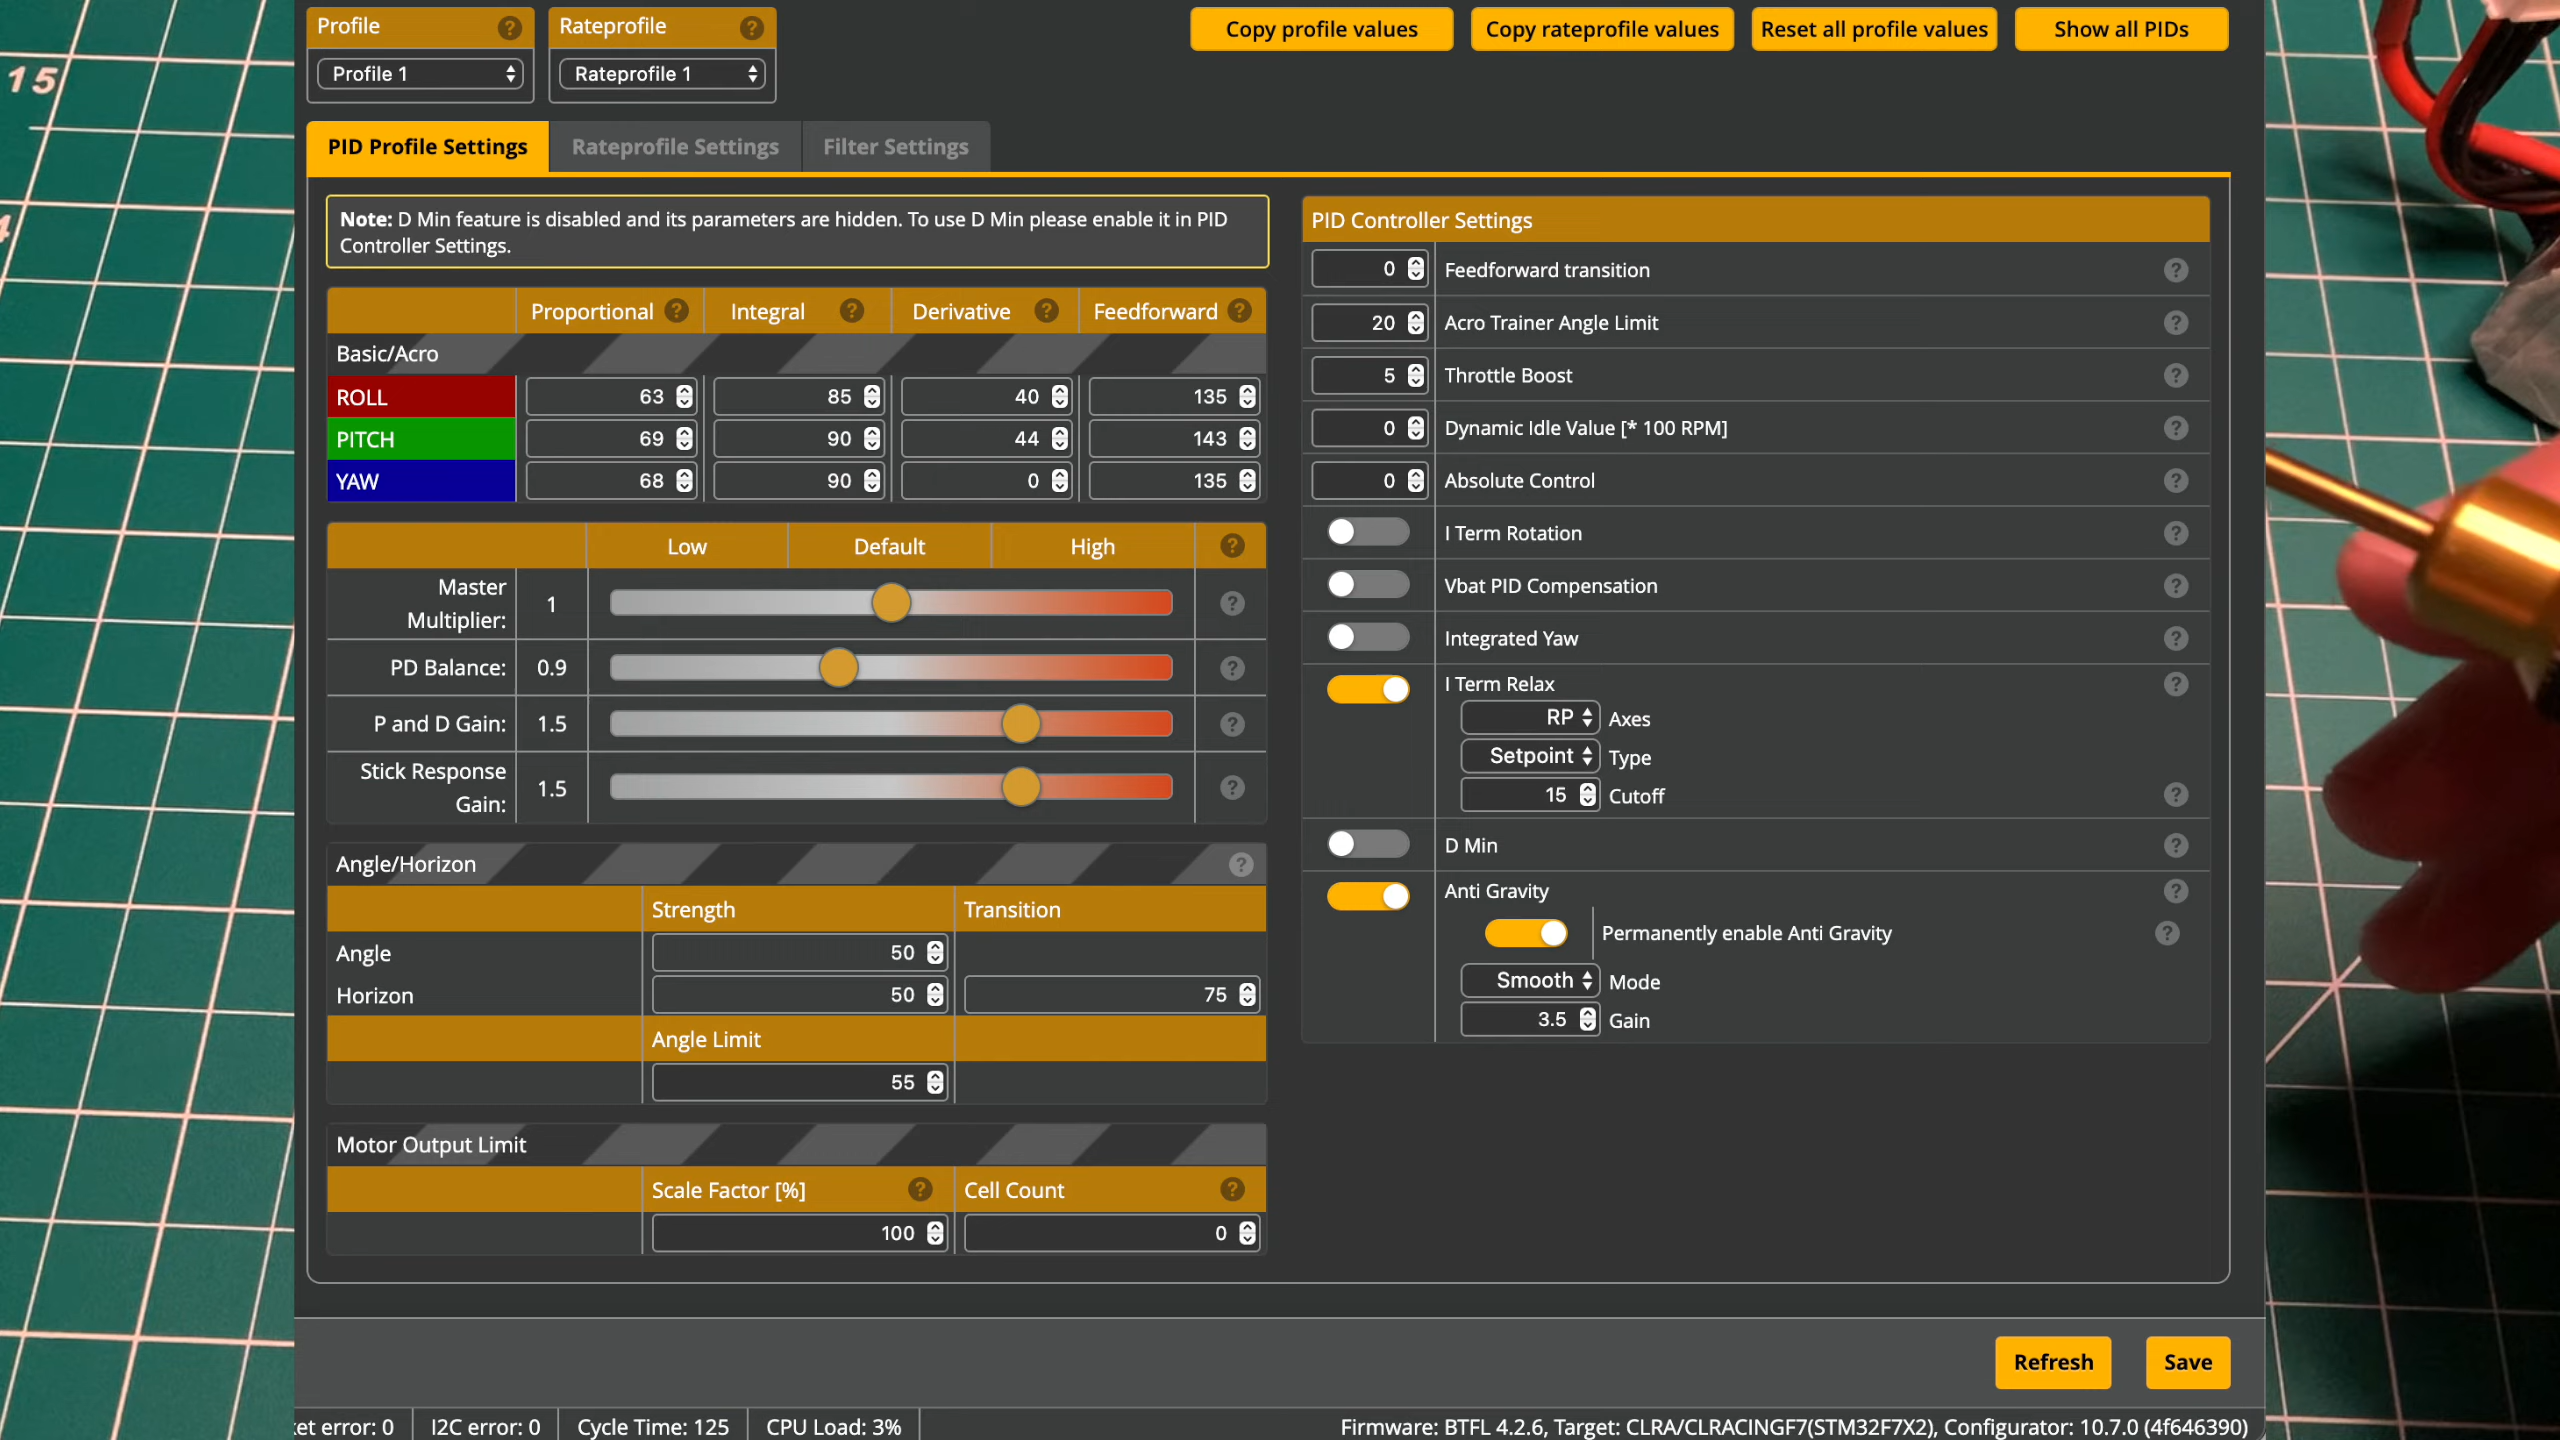 15
4
Profile
Profile 1
Rateprofile
Rateprofile 1
Copy profile values
Copy rateprofile values
Reset all profile values
Show all PIDs
PID Profile Settings
Rateprofile Settings
Filter Settings
Note: D Min feature is disabled and its parameters are hidden. To use D Min please enable it in PID
Controller Settings.
Proportional ? Integral ? Derivative ? Feedforward ?
Basic/Acro
ROLL 63 85 40 135
PITCH 69 90 44 143
YAW 68 90 0 135
Low Default High ?
Master
Multiplier: 1 ?
PD Balance: 0.9 ?
P and D Gain: 1.5 ?
Stick Response
Gain: 1.5 ?
Angle/Horizon ?
Strength Transition
Angle 50
Horizon 50 75
Angle Limit
55
Motor Output Limit
Scale Factor [%] ? Cell Count ?
100 0
PID Controller Settings
0 Feedforward transition ?
20 Acro Trainer Angle Limit ?
5 Throttle Boost ?
0 Dynamic Idle Value [* 100 RPM] ?
0 Absolute Control ?
I Term Rotation ?
Vbat PID Compensation ?
Integrated Yaw ?
I Term Relax ?
RP Axes
Setpoint Type
15 Cutoff ?
D Min ?
Anti Gravity ?
Permanently enable Anti Gravity ?
Smooth Mode
3.5 Gain
Refresh
Save
et error: 0 I2C error: 0 Cycle Time: 125 CPU Load: 3%
Firmware: BTFL 4.2.6, Target: CLRA/CLRACINGF7(STM32F7X2), Configurator: 10.7.0 (4f646390)